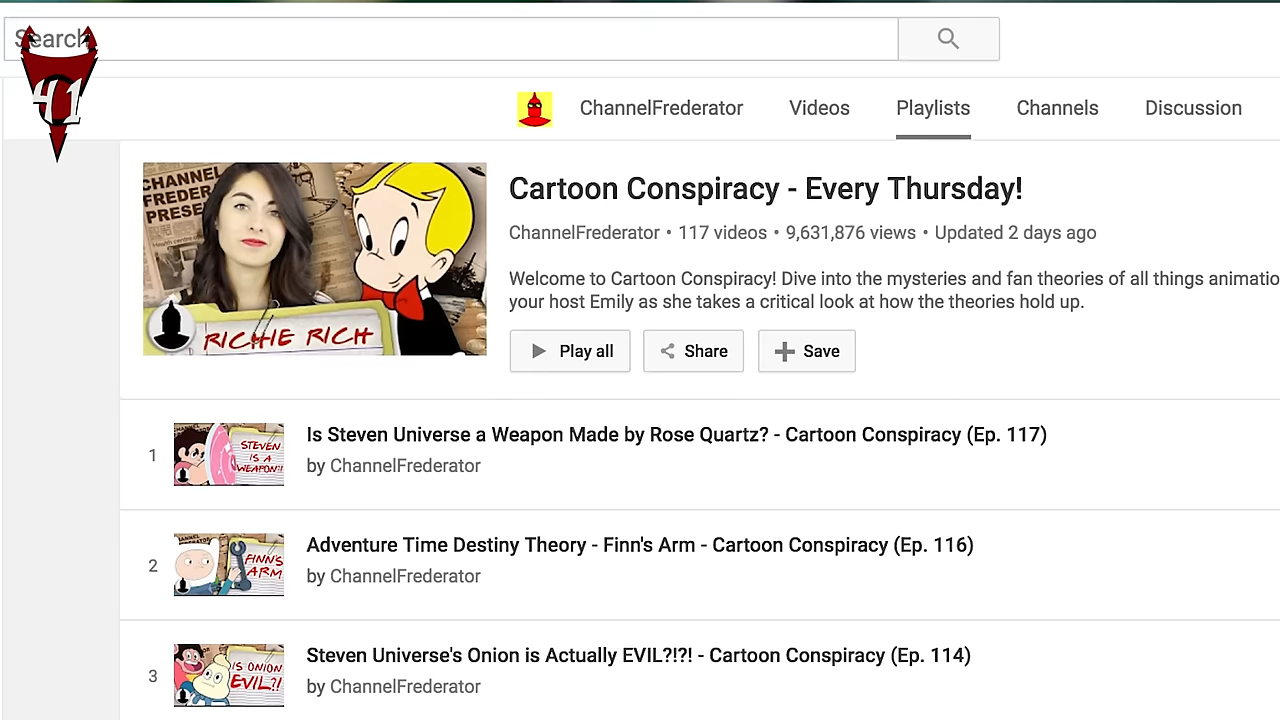 Search
41
ChannelFrederator Videos Playlists Channels Discussion
CHANNEL
FREDER
PRESEN
RICHIE RICH
Cartoon Conspiracy - Every Thursday!
ChannelFrederator • 117 videos • 9,631,876 views • Updated 2 days ago
Welcome to Cartoon Conspiracy! Dive into the mysteries and fan theories of all things animatio
your host Emily as she takes a critical look at how the theories hold up.
Play all Share Save
1
STEVEN
IS A
WEAPON!!
Is Steven Universe a Weapon Made by Rose Quartz? - Cartoon Conspiracy (Ep. 117)
by ChannelFrederator
2
FINN'S
ARM
Adventure Time Destiny Theory - Finn's Arm - Cartoon Conspiracy (Ep. 116)
by ChannelFrederator
3
IS ONION
EVIL?!
Steven Universe's Onion is Actually EVIL?!?! - Cartoon Conspiracy (Ep. 114)
by ChannelFrederator